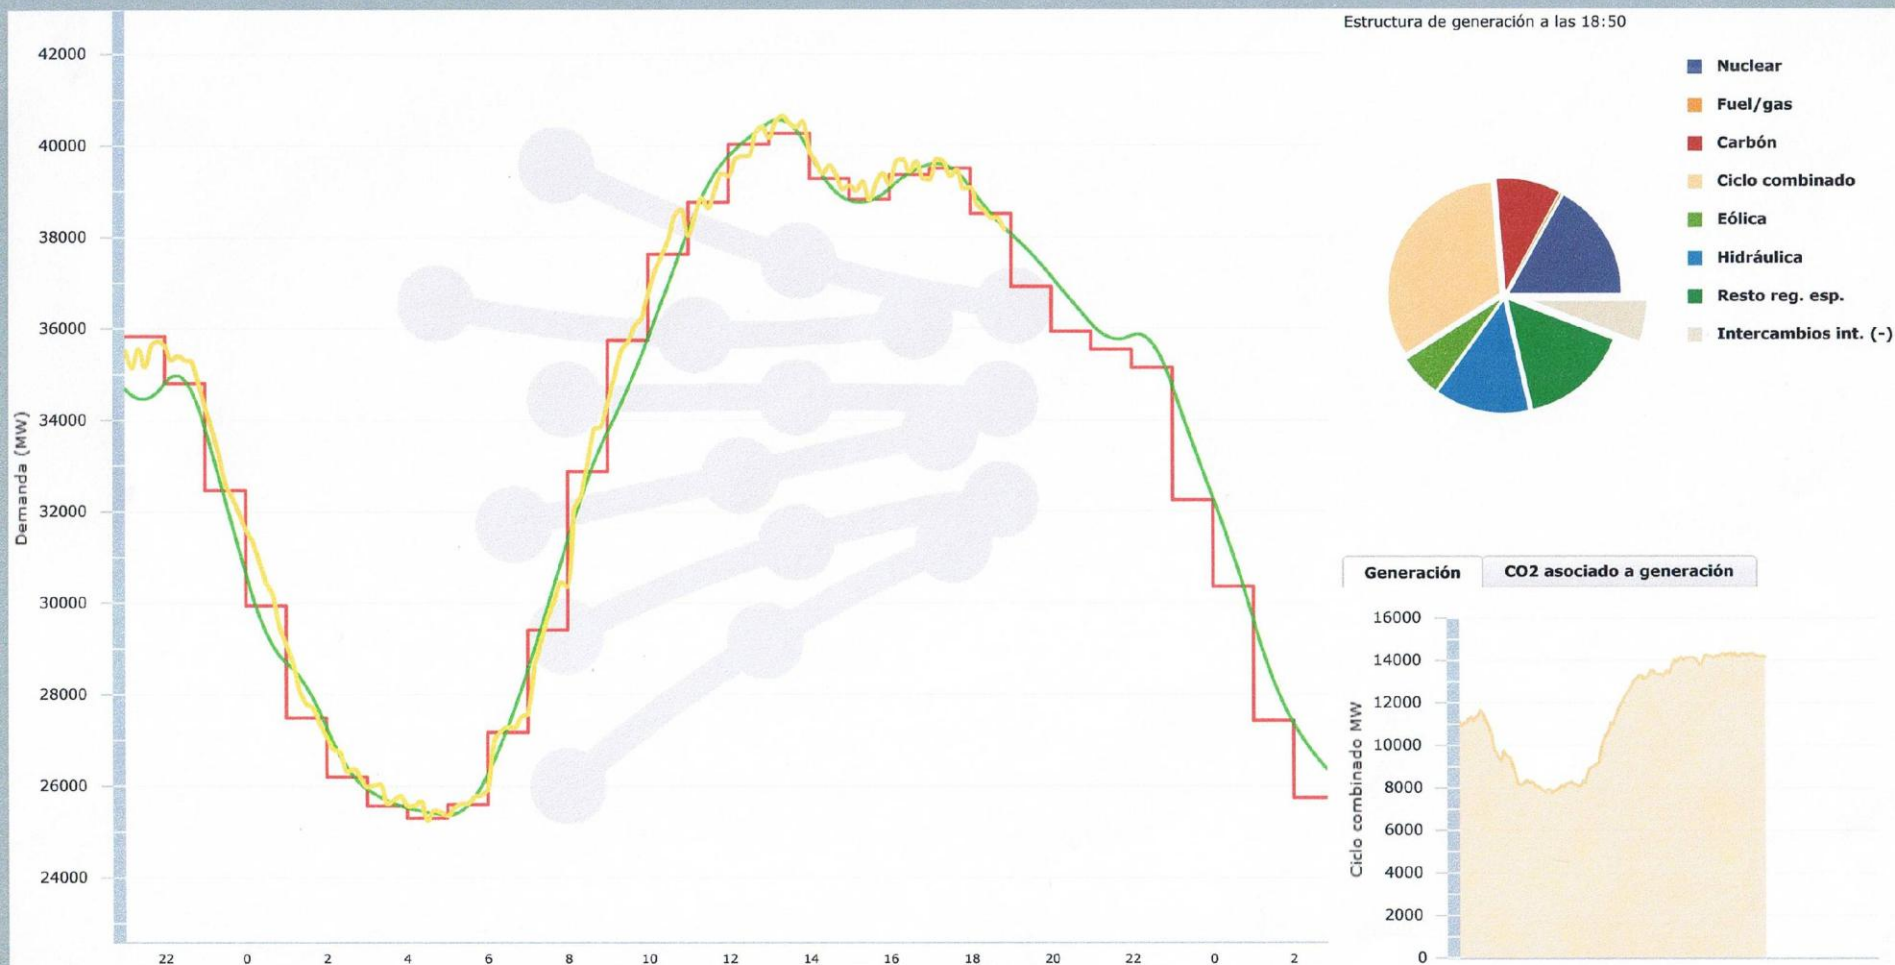 Estructura de generación a las 18:50
Demanda (MW)
42000
40000
38000
36000
34000
32000
30000
28000
26000
24000
22 0 2 4 6 8 10 12 14 16 18 20 22 0 2
Nuclear
Fuel/gas
Carbón
Ciclo combinado
Eólica
Hidráulica
Resto reg. esp.
Intercambios int. (-)
Generación CO2 asociado a generación
Ciclo combinado MW
16000
14000
12000
10000
8000
6000
4000
2000
0